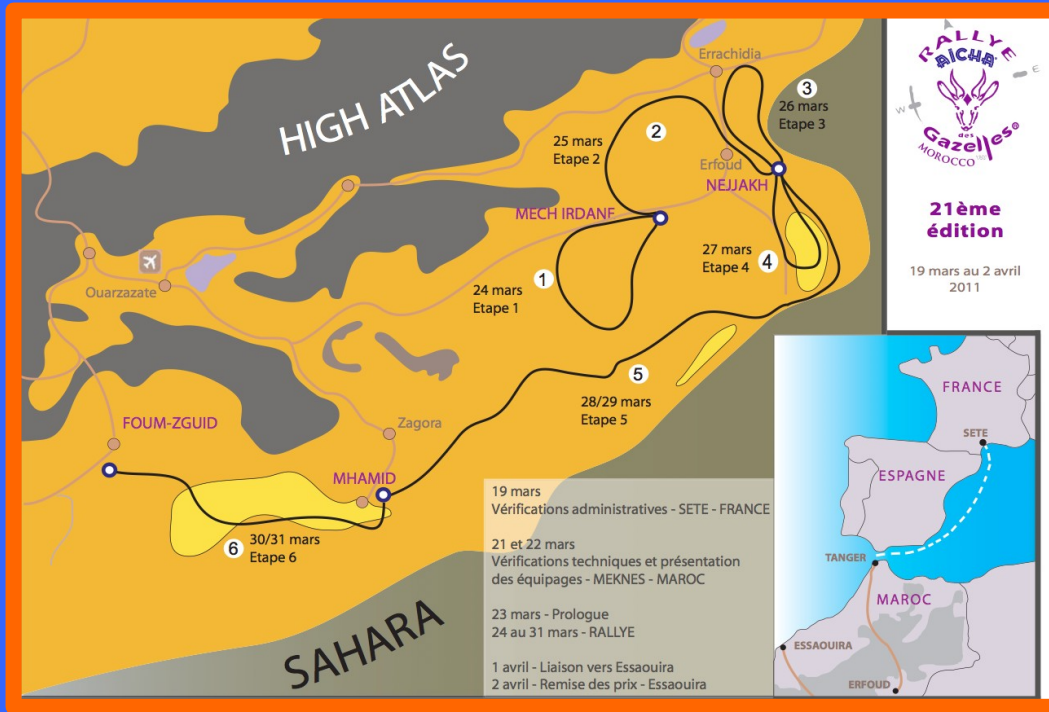 HIGH ATLAS
Errachidia
3
26 mars
Etape 3
2
25 mars
Etape 2
Erfoud
NEJJAKH
MECH IRDANE
27 mars
Etape 4
4
1
24 mars
Etape 1
Ouarzazate
5
28/29 mars
Etape 5
FOUM-ZGUID
Zagora
MHAMID
6
30/31 mars
Etape 6
SAHARA
19 mars
Vérifications administratives - SETE - FRANCE
21 et 22 mars
Vérifications techniques et présentation
des équipages - MEKNES - MAROC
23 mars - Prologue
24 au 31 mars - RALLYE
1 avril - Liaison vers Essaouira
2 avril - Remise des prix - Essaouira
W
E
RALLYE
AICHA
des
Gazelles®
MOROCCO
21ème
édition
19 mars au 2 avril
2011
FRANCE
SETE
ESPAGNE
TANGER
MAROC
ESSAOUIRA
ERFOUD